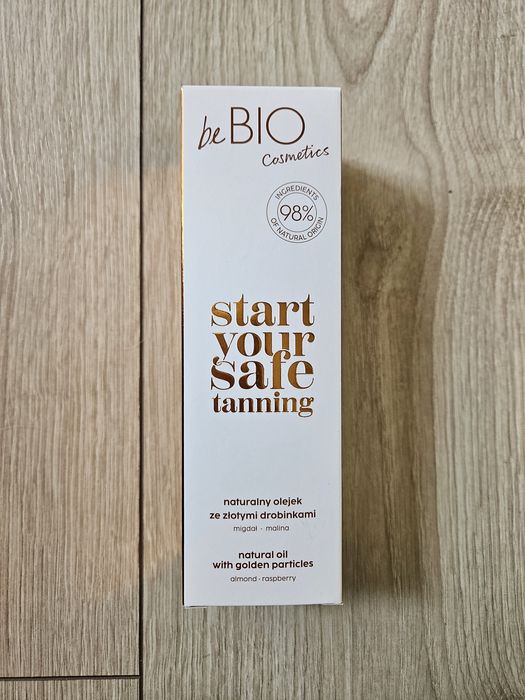 beBIO
Cosmetics
INGREDIENTS
98%
OF NATURAL ORIGIN
start
your
safe
tanning
naturalny olejek
ze złotymi drobinkami
migdał · malina
natural oil
with golden particles
almond · raspberry